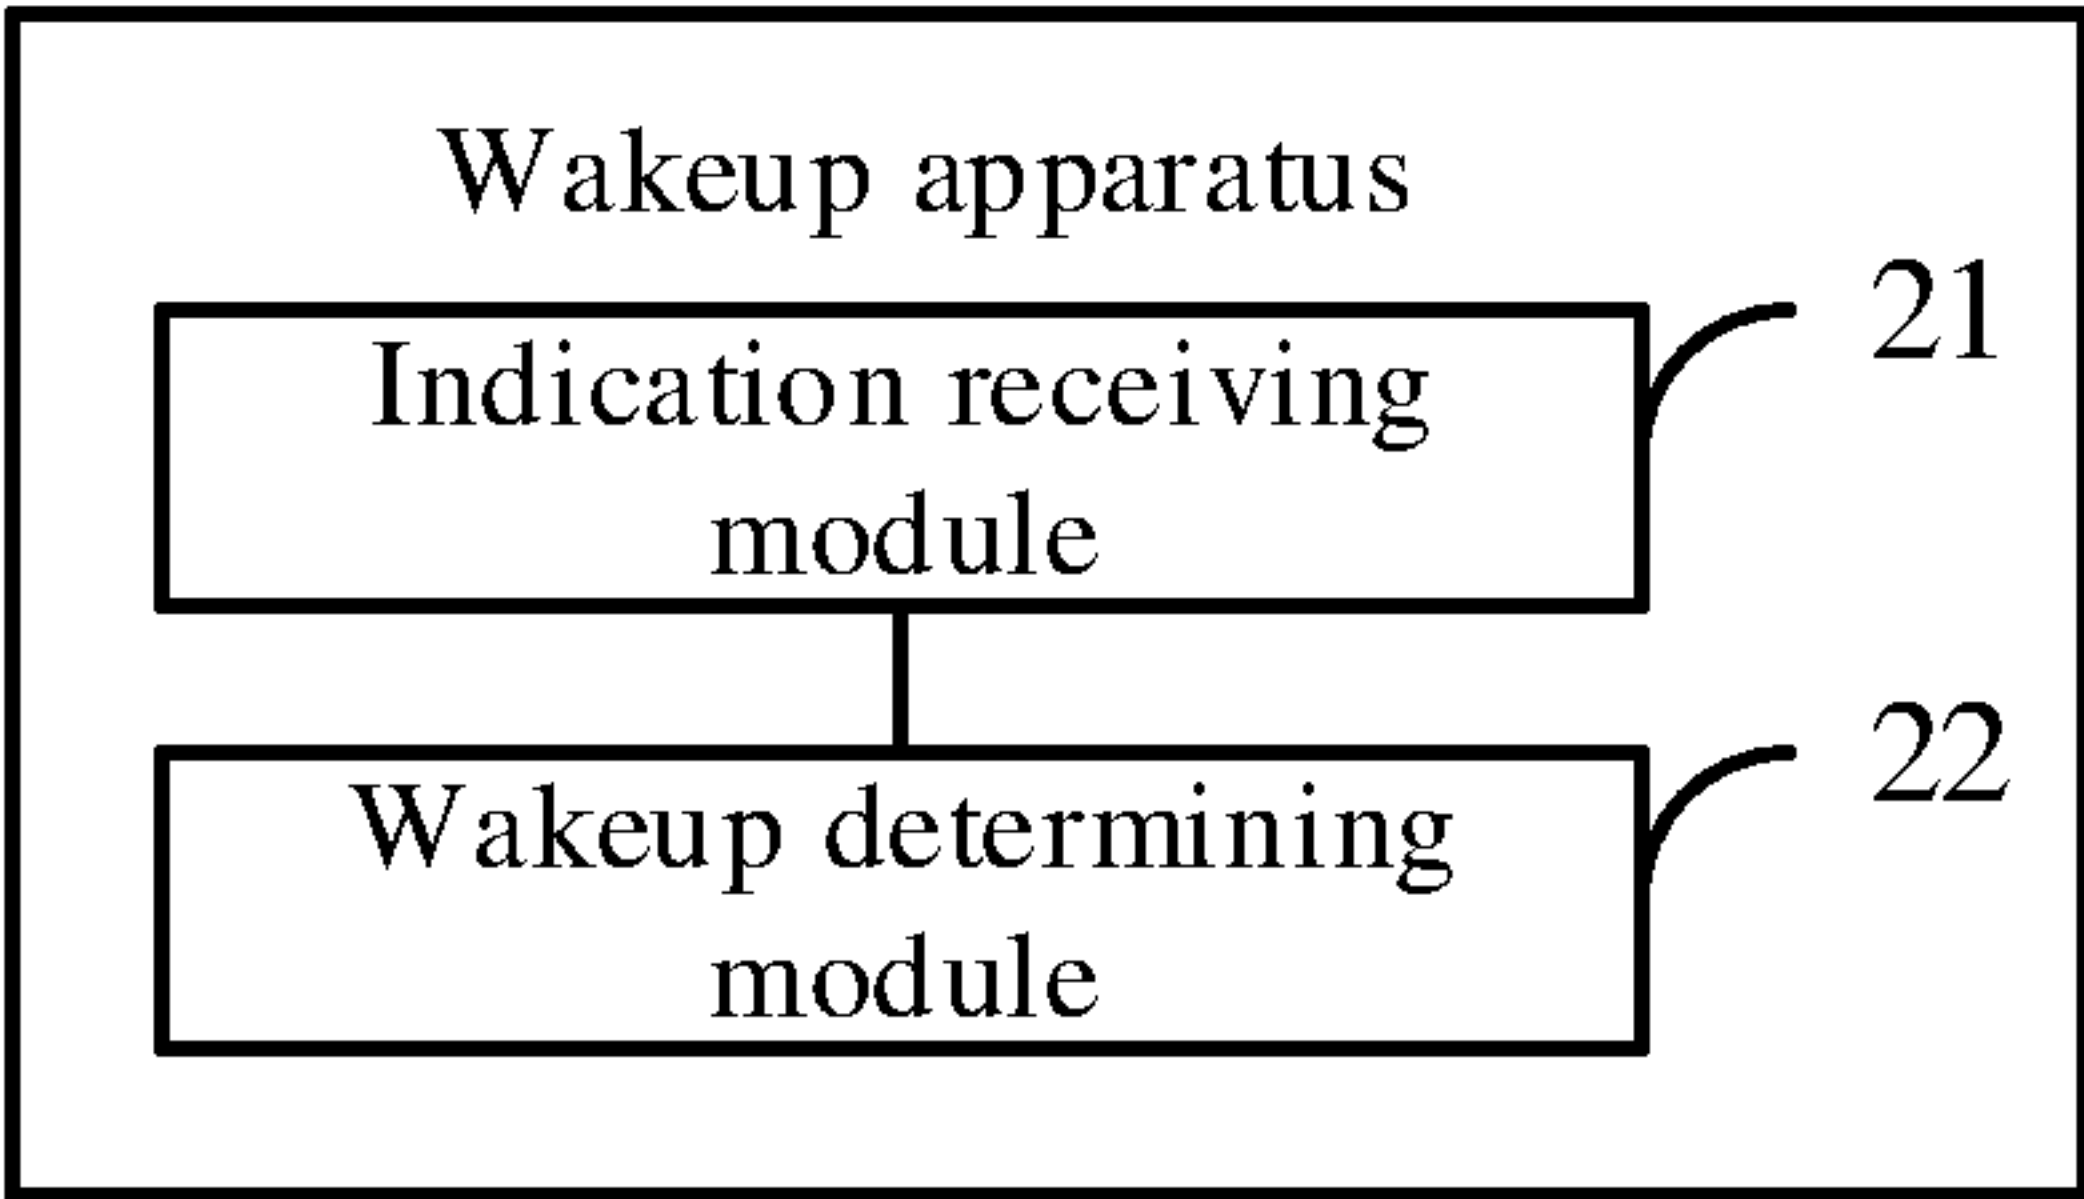 Wakeup apparatus
21
Indication receiving
module
22
Wakeup determining
module